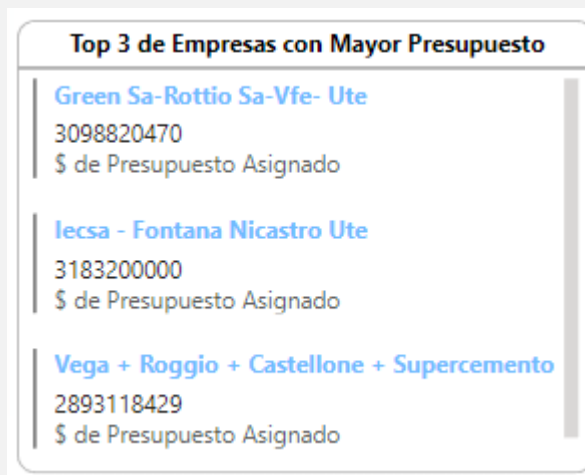 Top 3 de Empresas con Mayor Presupuesto
Green Sa-Rottio Sa-Vfe- Ute
3098820470
$ de Presupuesto Asignado
Iecsa - Fontana Nicastro Ute
3183200000
$ de Presupuesto Asignado
Vega + Roggio + Castellone + Supercemento
2893118429
$ de Presupuesto Asignado